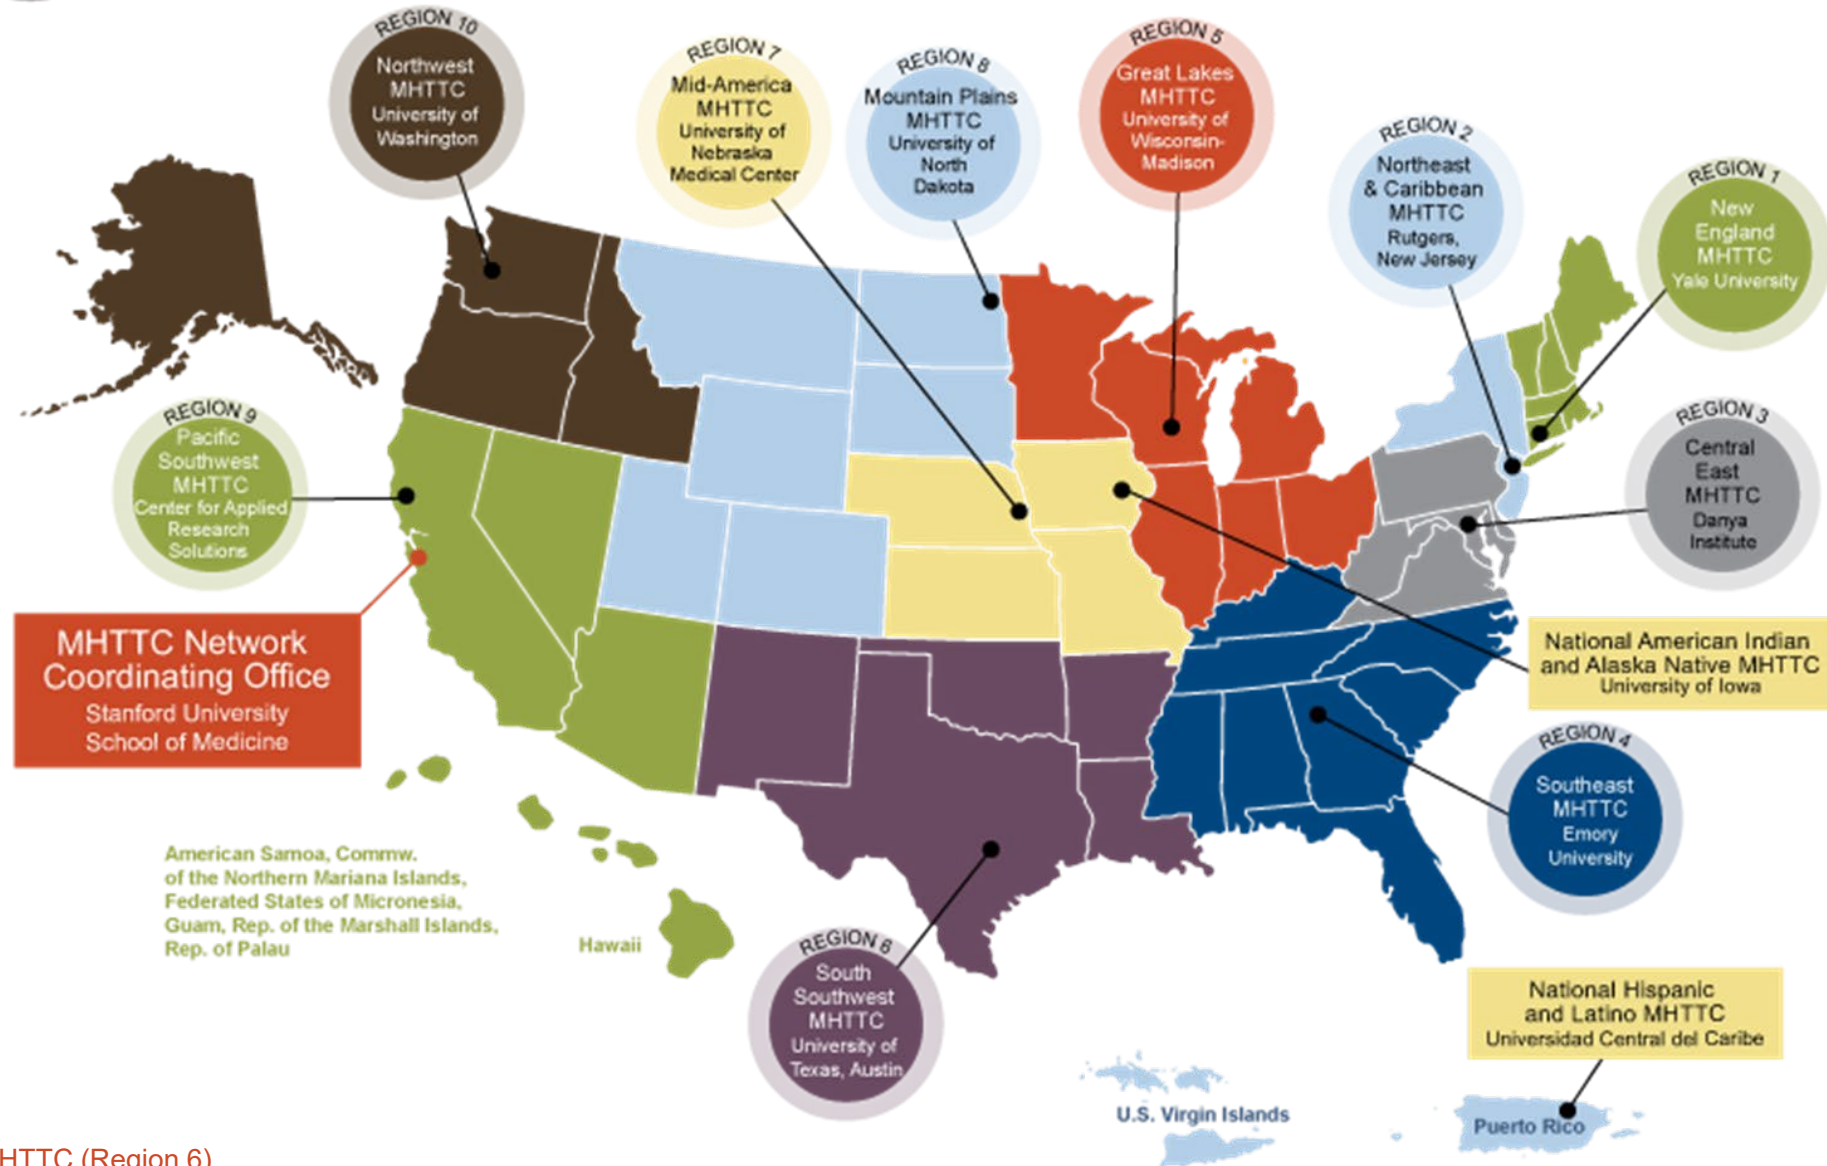 REGION 10
Northwest
MHTTC
University of
Washington
REGION 7
Mid-America
MHTTC
University of
Nebraska
Medical Center
REGION 8
Mountain Plains
MHTTC
University of
North
Dakota
REGION 5
Great Lakes
MHTTC
University of
Wisconsin-
Madison
REGION 2
Northeast
& Caribbean
MHTTC
Rutgers,
New Jersey
REGION 1
New
England
MHTTC
Yale University
REGION 9
Pacific
Southwest
MHTTC
Center for Applied
Research
Solutions
REGION 3
Central
East
MHTTC
Danya
Institute
MHTTC Network
Coordinating Office
Stanford University
School of Medicine
National American Indian
and Alaska Native MHTTC
University of Iowa
REGION 4
Southeast
MHTTC
Emory
University
American Samoa, Commw.
of the Northern Mariana Islands,
Federated States of Micronesia,
Guam, Rep. of the Marshall Islands,
Rep. of Palau
Hawaii
REGION 6
South
Southwest
MHTTC
University of
Texas, Austin
National Hispanic
and Latino MHTTC
Universidad Central del Caribe
U.S. Virgin Islands
Puerto Rico
HTTC (Region 6)